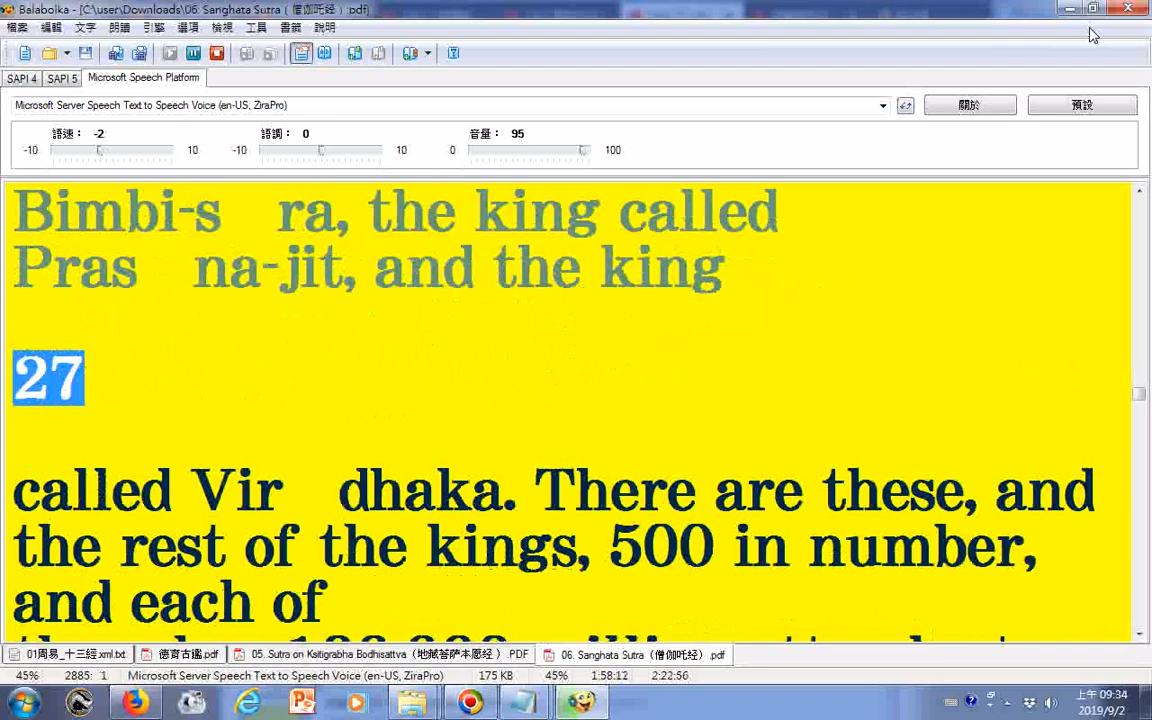 Balabolka - [C:\user\Downloads\06. Sanghata Sutra（僧伽吒经）.pdf]
檔案 編輯 文字 朗讀 引擎 選項 檢視 工具 書籤 說明
SAPI 4 SAPI 5 Microsoft Speech Platform
Microsoft Server Speech Text to Speech Voice (en-US, ZiraPro) 關於 預設
語速： -2 語調： 0 音量： 95
-10 10 -10 10 0 100
Bimbi-s ra, the king called
Pras na-jit, and the king
27
called Vir dhaka. There are these, and
the rest of the kings, 500 in number,
and each of
01周易_十三經.xml.txt 德育古鑑.pdf 05. Sutra on Ksitigrabha Bodhisattva（地藏菩萨本愿经）.PDF 06. Sanghata Sutra（僧伽吒经）.pdf
45% 2885: 1 Microsoft Server Speech Text to Speech Voice (en-US, ZiraPro) 175 KB 45% 1:58:12 2:22:56
上午 09:34
2019/9/2